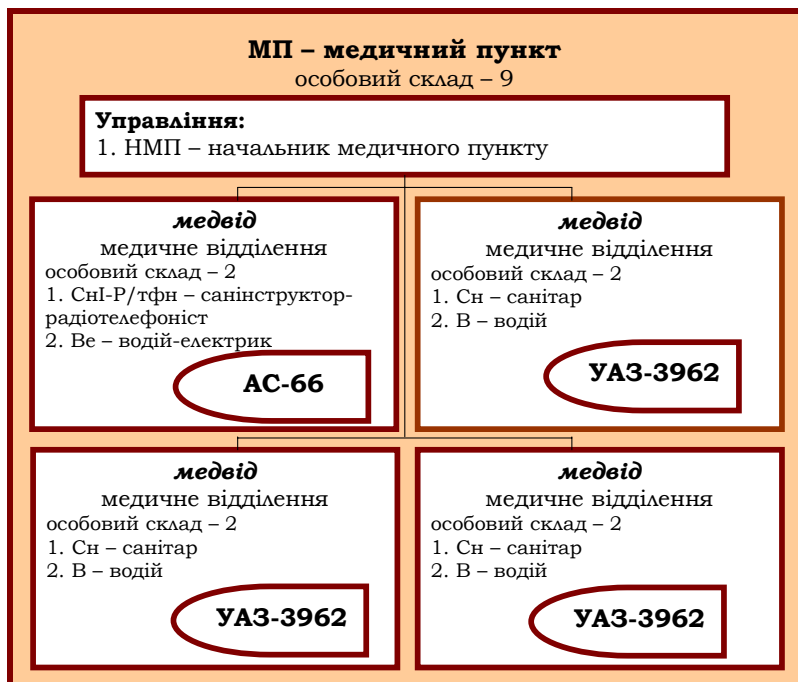 МП – медичний пункт
особовий склад – 9
Управління:
1. НМП – начальник медичного пункту
медвід
медичне відділення
особовий склад – 2
1. СнІ-Р/тфн – санінструктор-
радіотелефоніст
2. Ве – водій-електрик
АС-66
медвід
медичне відділення
особовий склад – 2
1. Сн – санітар
2. В – водій
УАЗ-3962
медвід
медичне відділення
особовий склад – 2
1. Сн – санітар
2. В – водій
УАЗ-3962
медвід
медичне відділення
особовий склад – 2
1. Сн – санітар
2. В – водій
УАЗ-3962